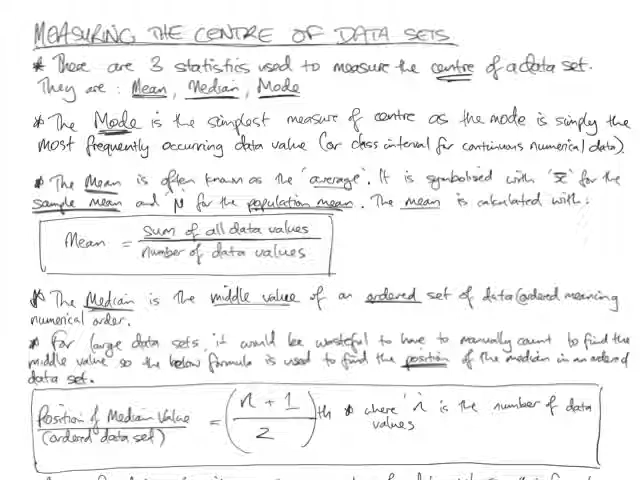 MEASURING THE CENTRE OF DATA SETS
* There are 3 statistics used to measure the centre of a data set.
They are : Mean, Median, Mode
* The Mode is the simplest measure of centre as the mode is simply the
most frequently occurring data value (or class interval for continuous numerical data).
* The Mean is often known as the 'average'. It is symbolised with 'x̄' for the
sample mean and μ for the population mean. The mean is calculated with:
Mean = sum of all data values / number of data values
* The Median is the middle value of an ordered set of data (ordered meaning
numerical order.
* For large data sets, it would be wasteful to have to manually count to find the
middle value so the below formula is used to find the position of the median in an ordered
data set.
Position of Median Value (ordered data set) = (n + 1 / 2)th * where 'n' is the number of data
values